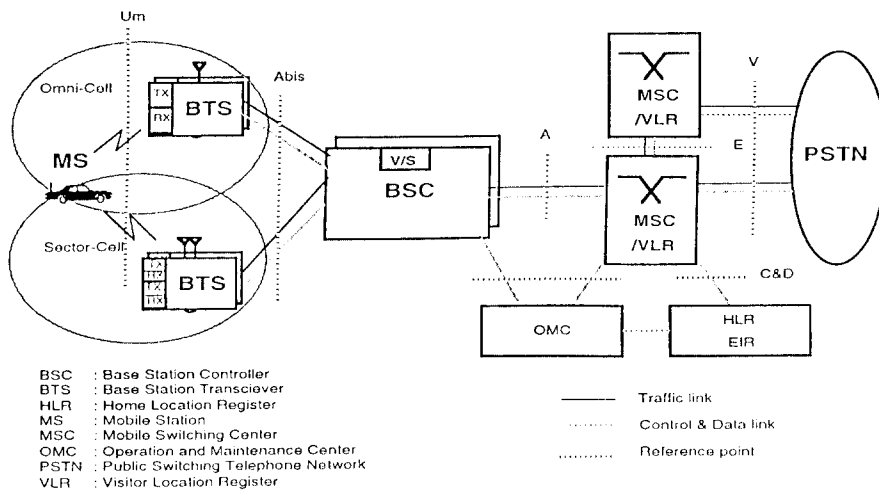 Um
Omni-Cell
Abis
V
TX
RX
BTS
MSC
/VLR
MS
V/S
BSC
A
E
PSTN
MSC
/VLR
Sector-Cell
TX
RX
TX
RX
BTS
C&D
OMC
HLR
EIR
BSC : Base Station Controller
BTS : Base Station Transciever
HLR : Home Location Register
MS : Mobile Station
MSC : Mobile Switching Center
OMC : Operation and Maintenance Center
PSTN : Public Switching Telephone Network
VLR : Visitor Location Register
Traffic link
Control & Data link
Reference point